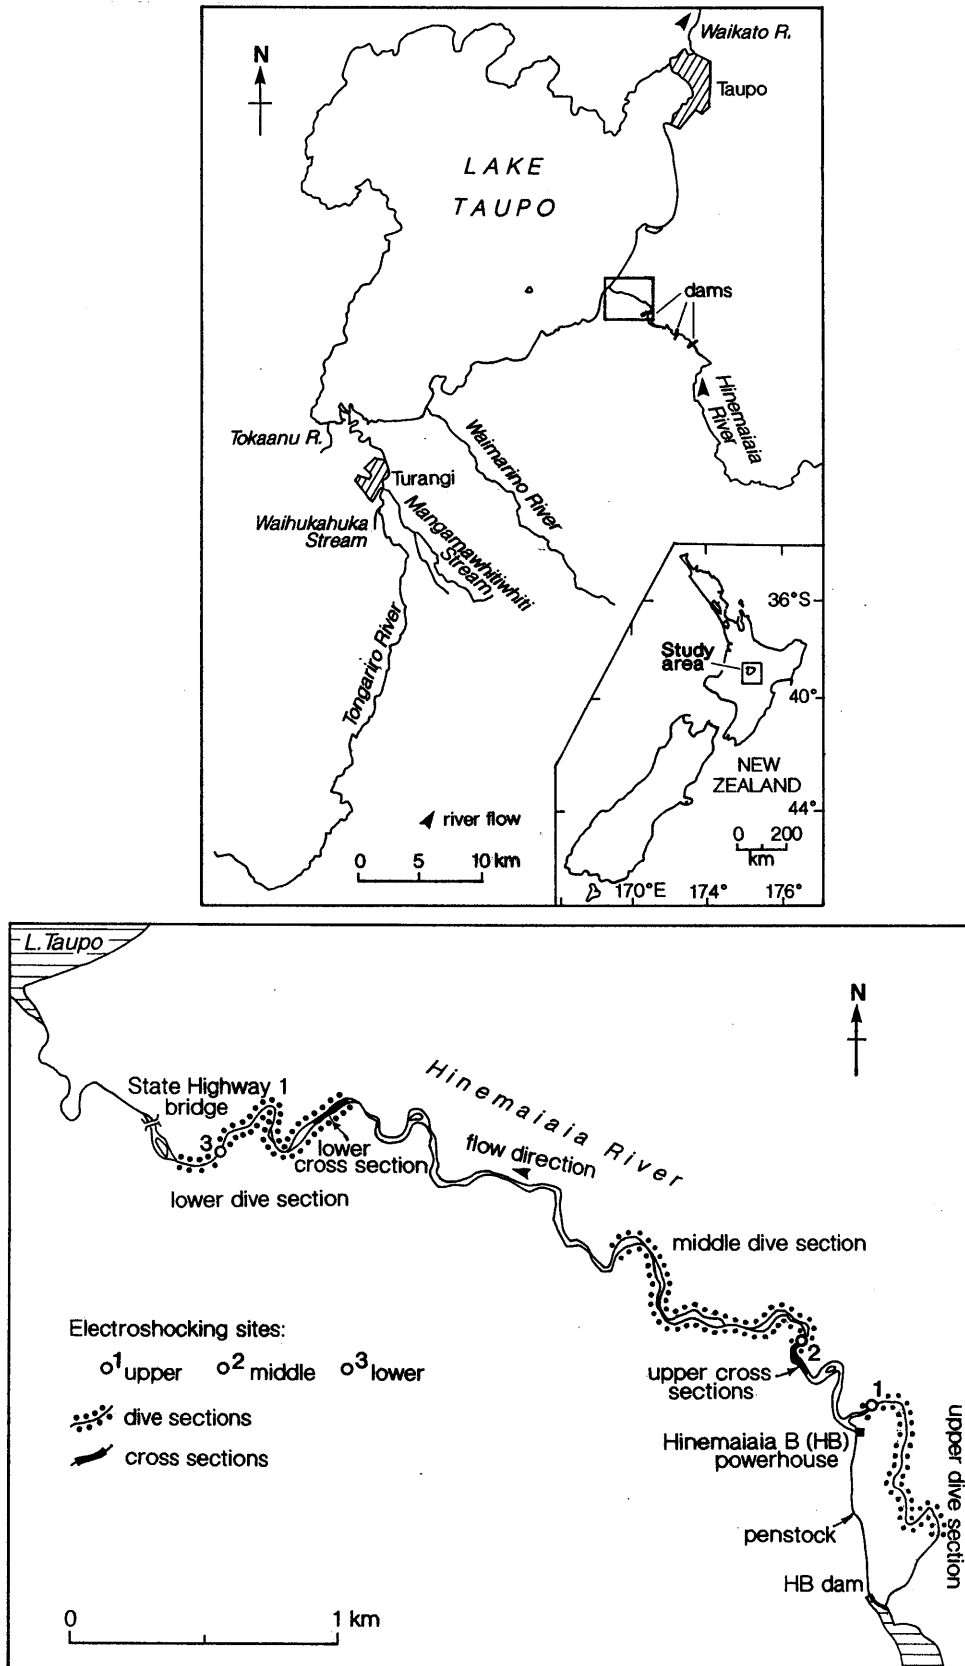 Waikato R.
N
Taupo
LAKE
TAUPO
dams
Hinemaiaia
River
Tokaanu R.
Waimarino River
Turangi
Waihukahuka
Stream
Mangamawhitiwhiti
Stream
36°S
Study
area
40°
Tongariro River
NEW
ZEALAND
44°
river flow
0 200
km
0 5 10 km
170°E 174° 176°
L. Taupo
N
Hinemaiaia River
State Highway 1
bridge
3
lower
cross section
flow direction
lower dive section
middle dive section
Electroshocking sites:
1 upper 2 middle 3 lower
2
upper cross
sections
1
dive sections
cross sections
Hinemaiaia B (HB)
powerhouse
upper dive section
penstock
HB dam
0 1 km